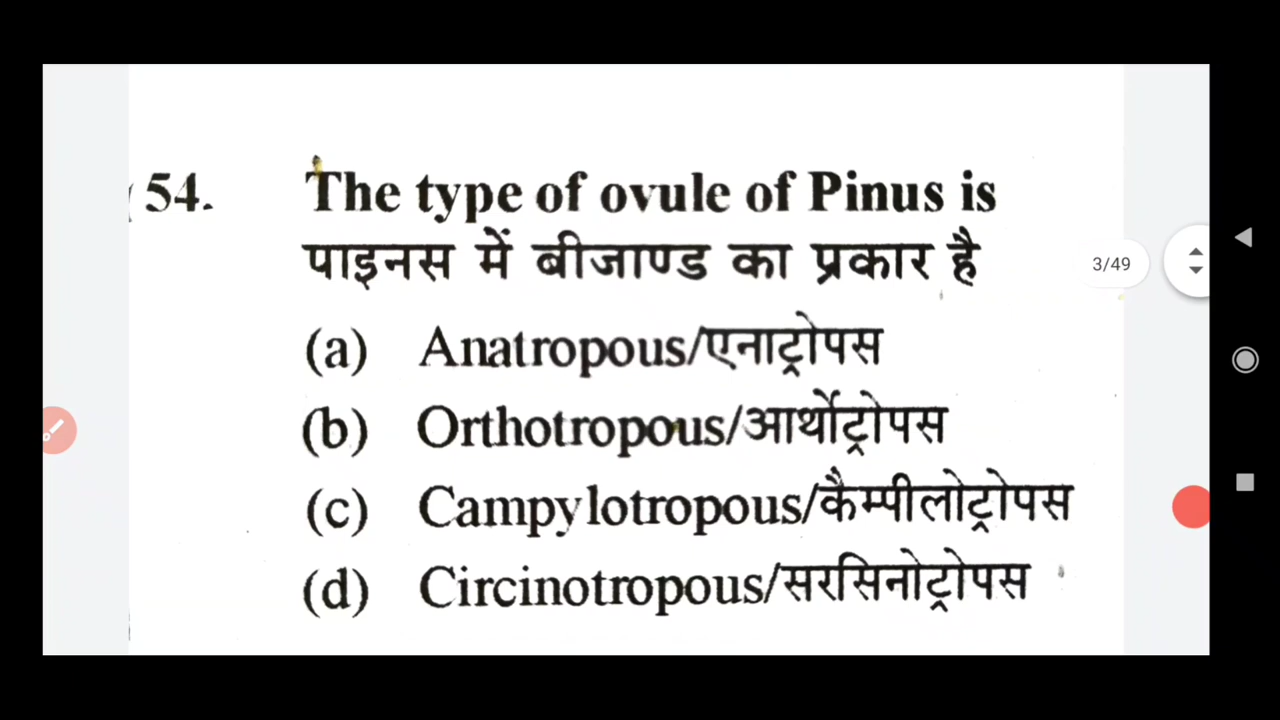 54. The type of ovule of Pinus is
पाइनस में बीजाण्ड का प्रकार है
3/49
(a) Anatropous/एनाट्रोपस
(b) Orthotropous/आर्थोट्रोपस
(c) Campylotropous/कैम्पीलोट्रोपस
(d) Circinotropous/सरसिनोट्रोपस